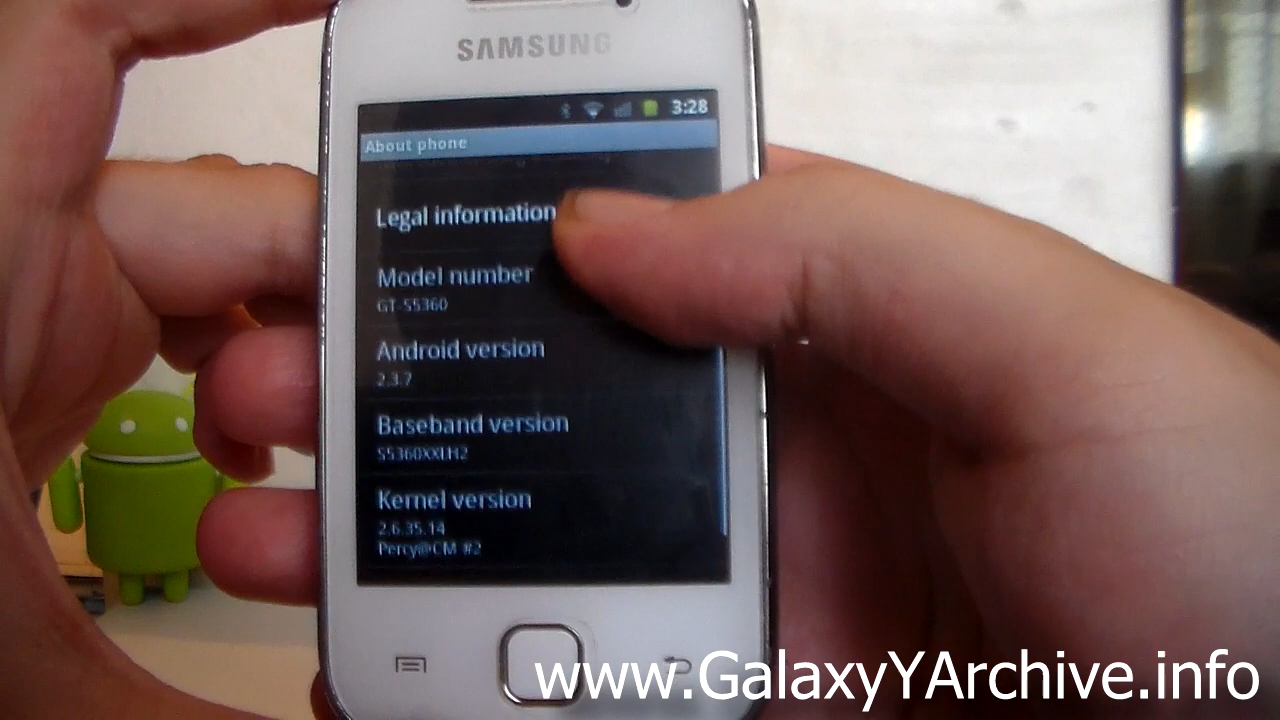 SAMSUNG
3:28
About phone
Legal information
Model number
GT-S5360
Android version
2.3.7
Baseband version
S5360XXLH2
Kernel version
2.6.35.14
Percy@CM #2
www.GalaxyYArchive.info